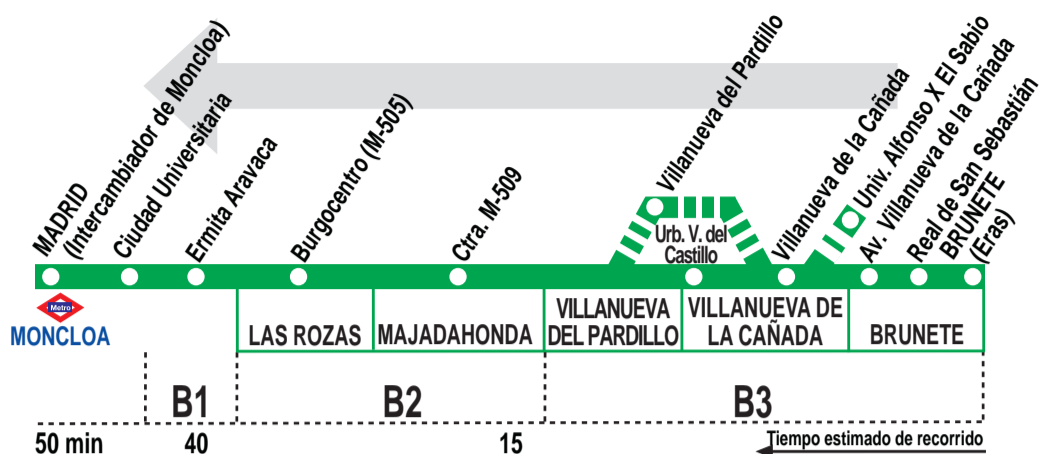 MADRID
(Intercambiador de Moncloa)
Ciudad Universitaria
Ermita Aravaca
Burgocentro (M-505)
Ctra. M-509
Villanueva del Pardillo
Urb. V. del
Castillo
Villanueva de la Cañada
Univ. Alfonso X El Sabio
Av. Villanueva de la Cañada
Real de San Sebastián
BRUNETE
(Eras)
Metro
MONCLOA
LAS ROZAS
MAJADAHONDA
VILLANUEVA
DEL PARDILLO
VILLANUEVA DE
LA CAÑADA
BRUNETE
B1
B2
B3
50 min
40
15
Tiempo estimado de recorrido